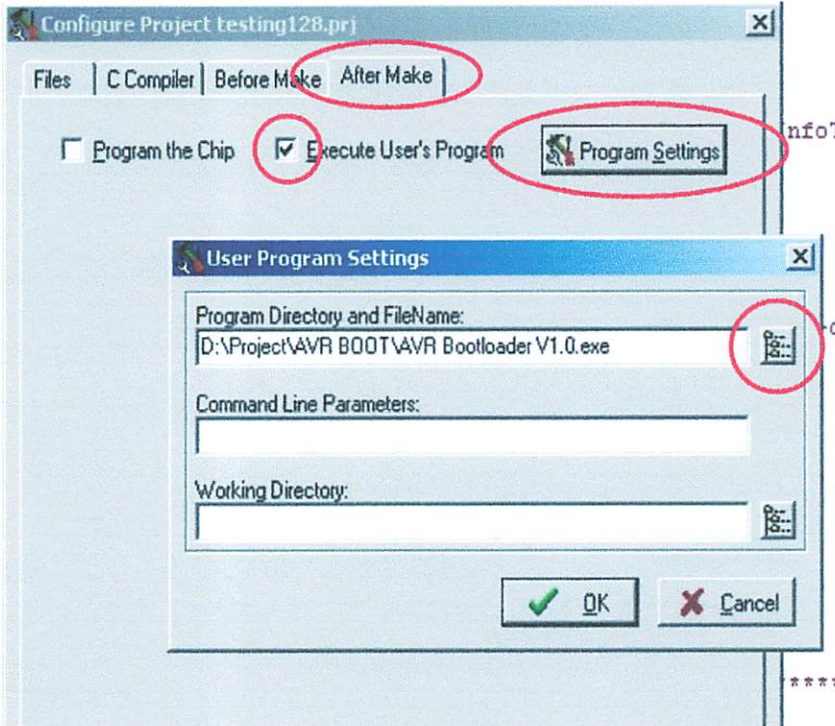 Configure Project testing128.prj
Files C Compiler Before Make After Make
Program the Chip Execute User's Program Program Settings
User Program Settings
Program Directory and FileName:
D:\Project\AVR BOOT\AVR Bootloader V1.0.exe
Command Line Parameters:
Working Directory:
OK Cancel
****